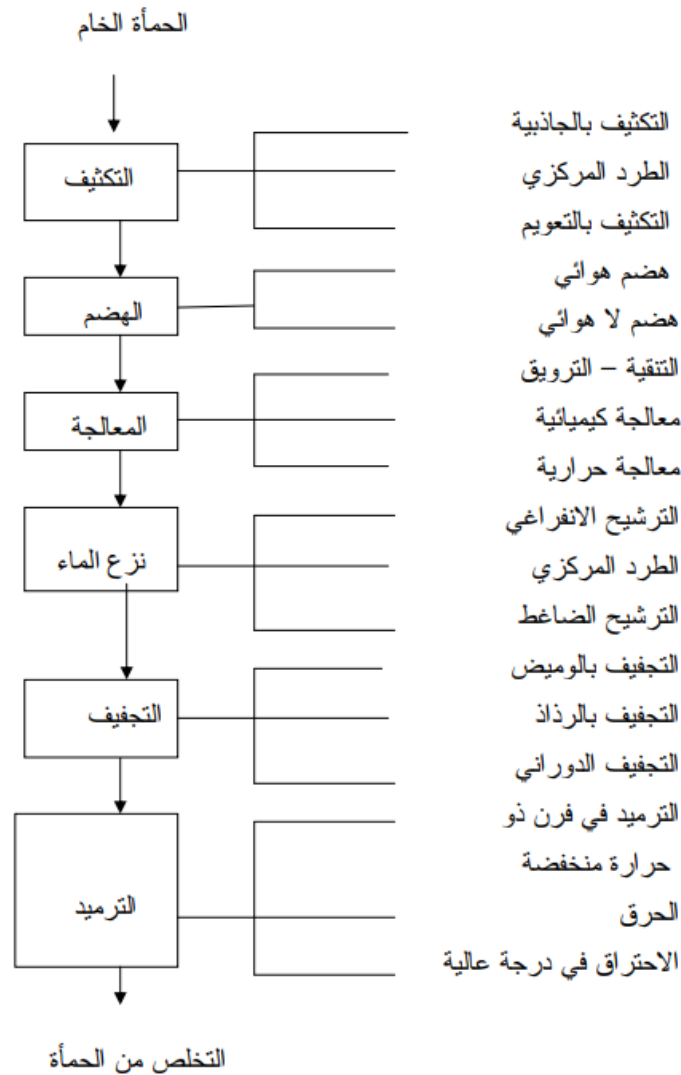 الحمأة الخام
التكثيف
التكثيف بالجاذبية
الطرد المركزي
التكثيف بالتعويم
الهضم
هضم هوائي
هضم لا هوائي
المعالجة
التنقية – الترويق
معالجة كيميائية
معالجة حرارية
نزع الماء
الترشيح الانفراغي
الطرد المركزي
الترشيح الضاغط
التجفيف
التجفيف بالوميض
التجفيف بالرذاذ
التجفيف الدوراني
الترميد
الترميد في فرن ذو
حرارة منخفضة
الحرق
الاحتراق في درجة عالية
التخلص من الحمأة